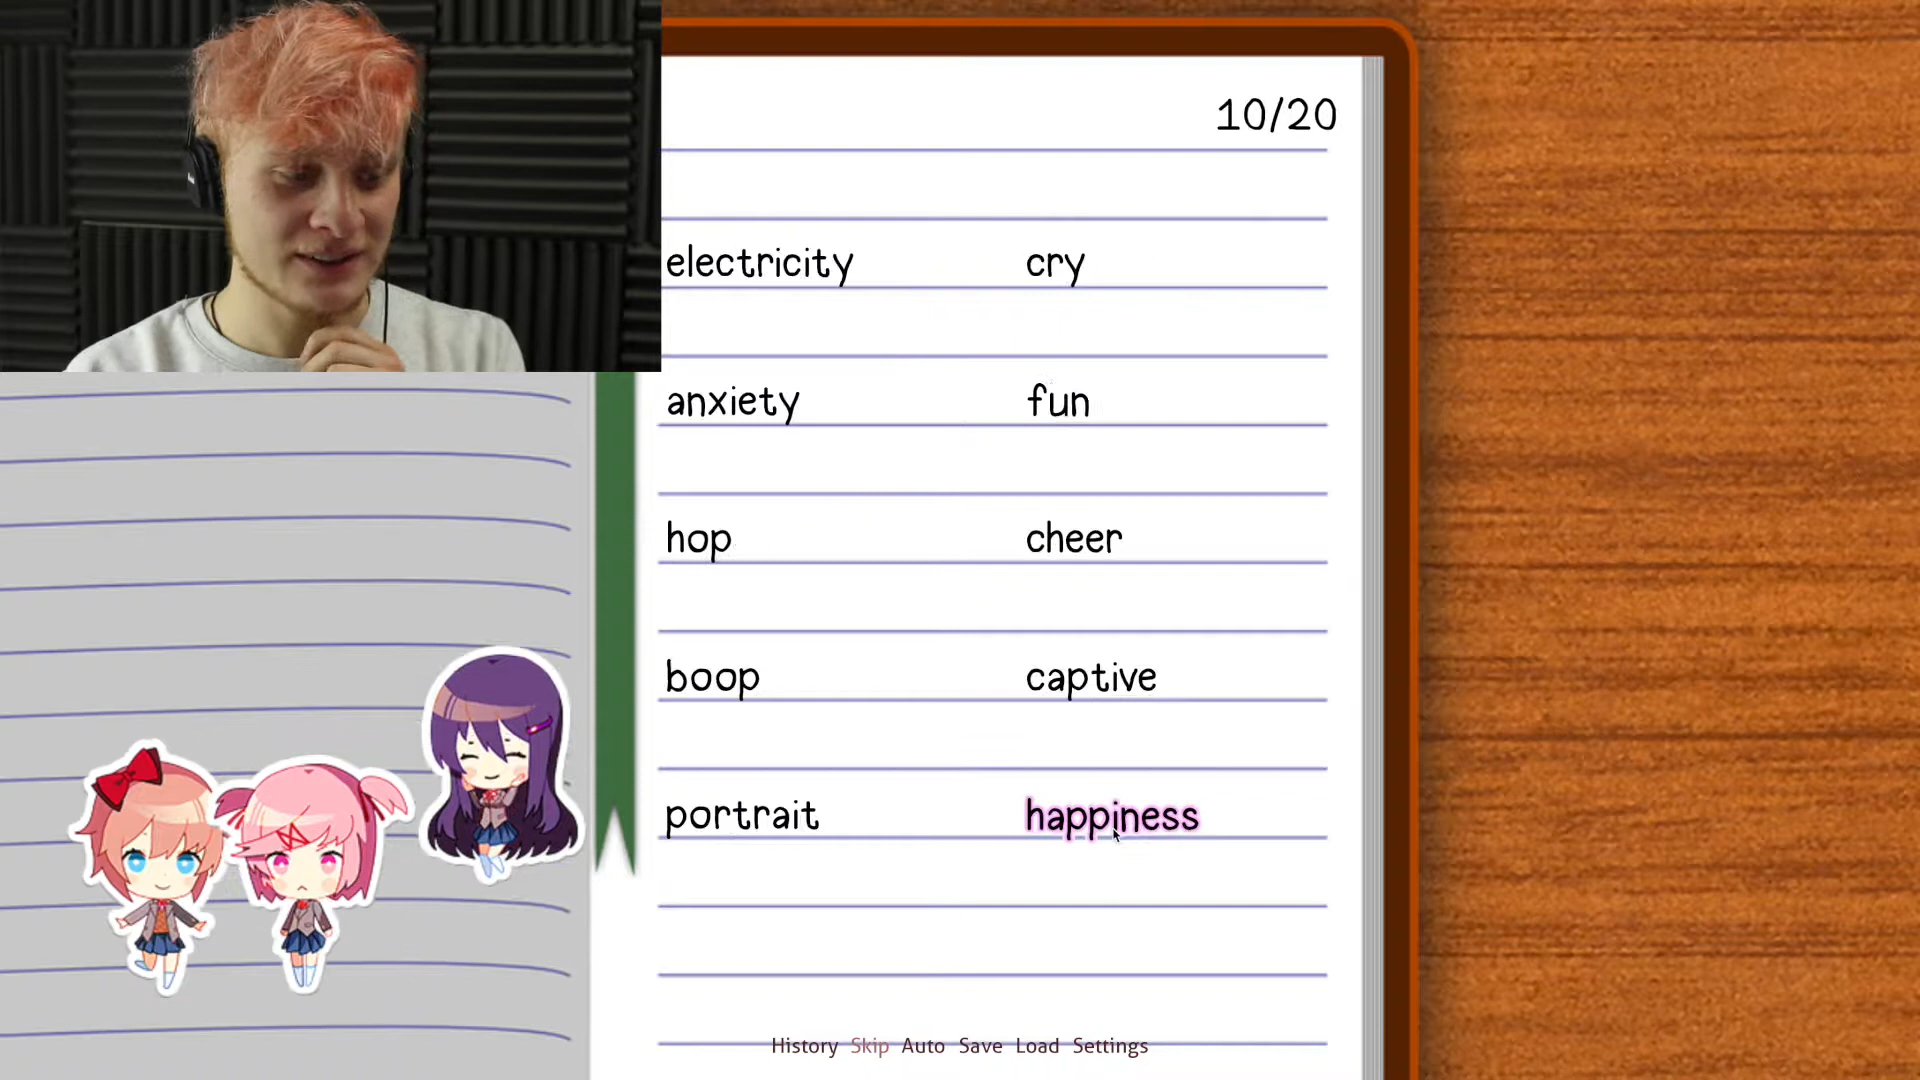 10/20
electricity cry
anxiety fun
hop cheer
boop captive
portrait happiness
History Skip Auto Save Load Settings